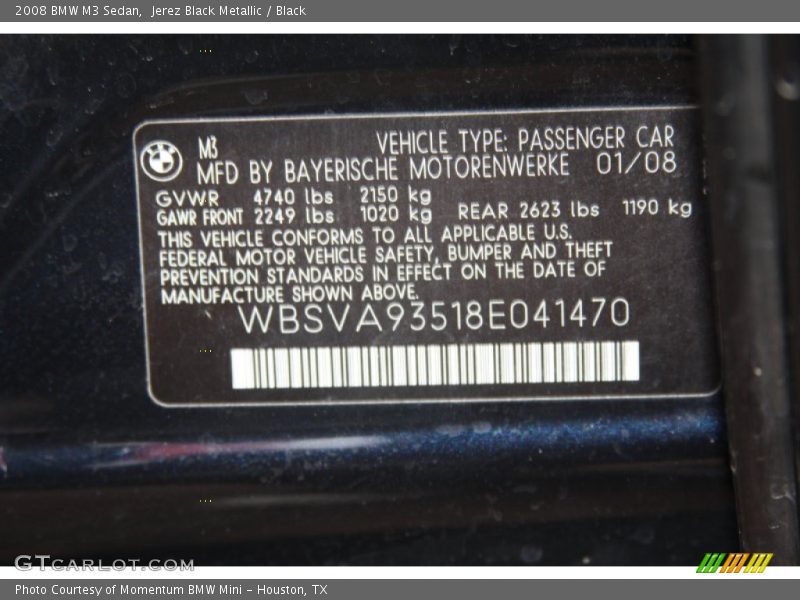 2008 BMW M3 Sedan,  Jerez Black Metallic / Black
M3
VEHICLE TYPE: PASSENGER CAR
MFD BY BAYERISCHE MOTORENWERKE 01/08
GVWR 4740 lbs 2150 kg
GAWR FRONT 2249 lbs 1020 kg REAR 2623 lbs 1190 kg
THIS VEHICLE CONFORMS TO ALL APPLICABLE U.S.
FEDERAL MOTOR VEHICLE SAFETY, BUMPER AND THEFT
PREVENTION STANDARDS IN EFFECT ON THE DATE OF
MANUFACTURE SHOWN ABOVE.
WBSVA93518E041470
GTCARLOT.COM
Photo Courtesy of Momentum BMW Mini - Houston, TX